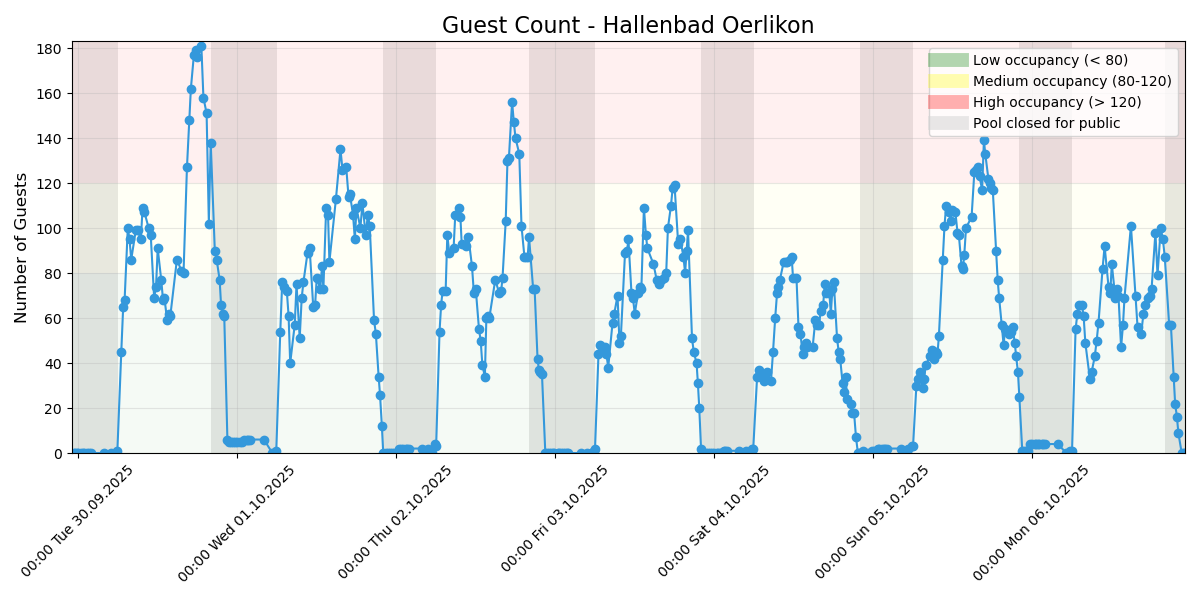 Guest Count - Hallenbad Oerlikon
Number of Guests
180
160
140
120
100
80
60
40
20
0
Low occupancy (< 80)
Medium occupancy (80-120)
High occupancy (> 120)
Pool closed for public
00:00 Tue 30.09.2025
00:00 Wed 01.10.2025
00:00 Thu 02.10.2025
00:00 Fri 03.10.2025
00:00 Sat 04.10.2025
00:00 Sun 05.10.2025
00:00 Mon 06.10.2025